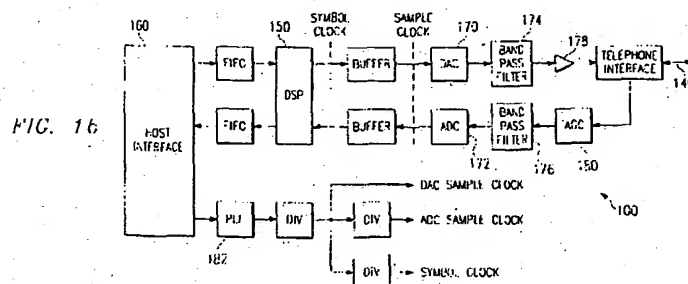 FIG. 16
160
HOST INTERFACE
FIFO
150
DSP
SYMBOL CLOCK
BUFFER
SAMPLE CLOCK
170
DAC
174
BAND PASS FILTER
178
TELEPHONE INTERFACE
FIFO
BUFFER
ADC
172
BAND PASS FILTER
176
AGC
180
100
PLL
182
DIV
DAC SAMPLE CLOCK
DIV
ADC SAMPLE CLOCK
DIV
SYMBOL CLOCK